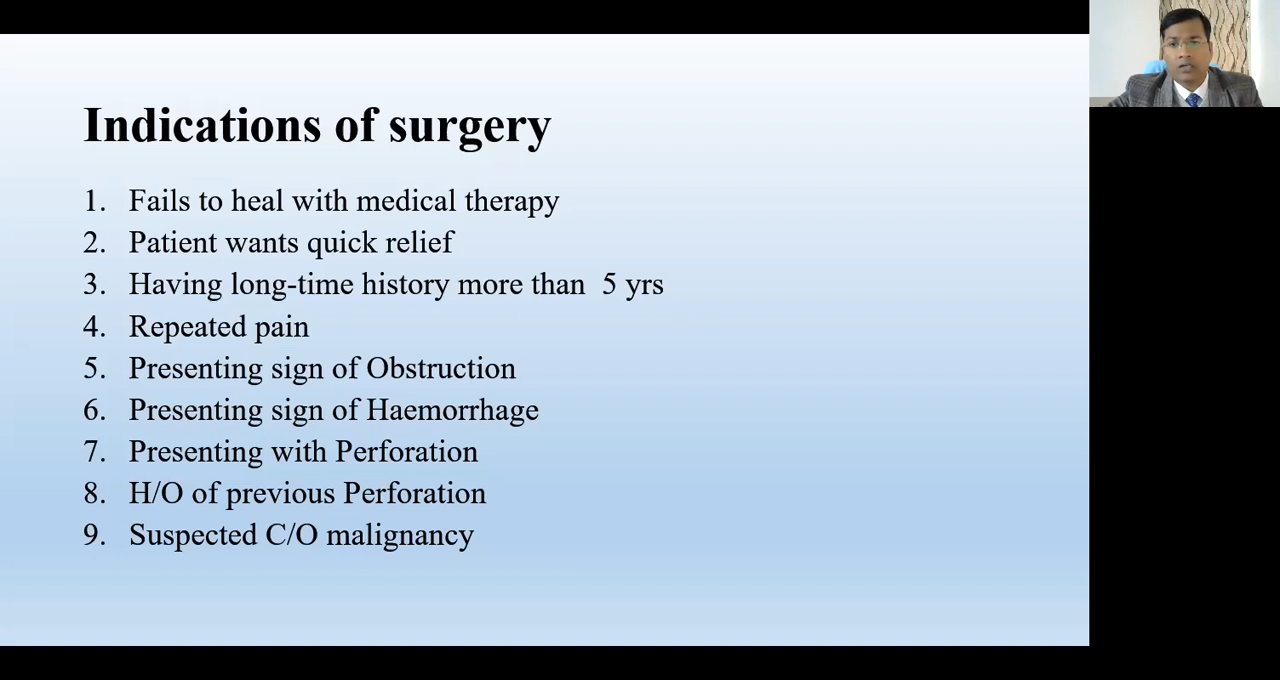 Indications of surgery
1. Fails to heal with medical therapy
2. Patient wants quick relief
3. Having long-time history more than 5 yrs
4. Repeated pain
5. Presenting sign of Obstruction
6. Presenting sign of Haemorrhage
7. Presenting with Perforation
8. H/O of previous Perforation
9. Suspected C/O malignancy